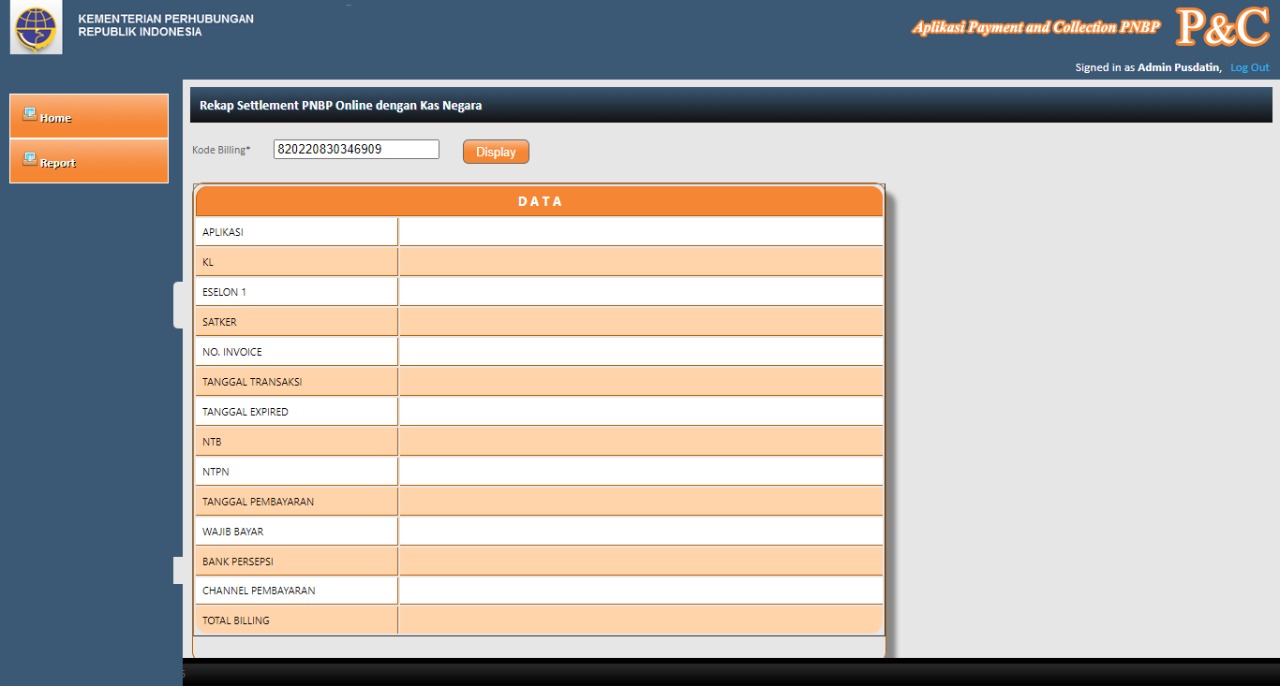 KEMENTERIAN PERHUBUNGAN
REPUBLIK INDONESIA
Aplikasi Payment and Collection PNBP P&C
Signed in as Admin Pusdatin, Log Out
Home
Report
Rekap Settlement PNBP Online dengan Kas Negara
Kode Billing* 820220830346909 Display
DATA
APLIKASI
KL
ESELON 1
SATKER
NO. INVOICE
TANGGAL TRANSAKSI
TANGGAL EXPIRED
NTB
NTPN
TANGGAL PEMBAYARAN
WAJIB BAYAR
BANK PERSEPSI
CHANNEL PEMBAYARAN
TOTAL BILLING